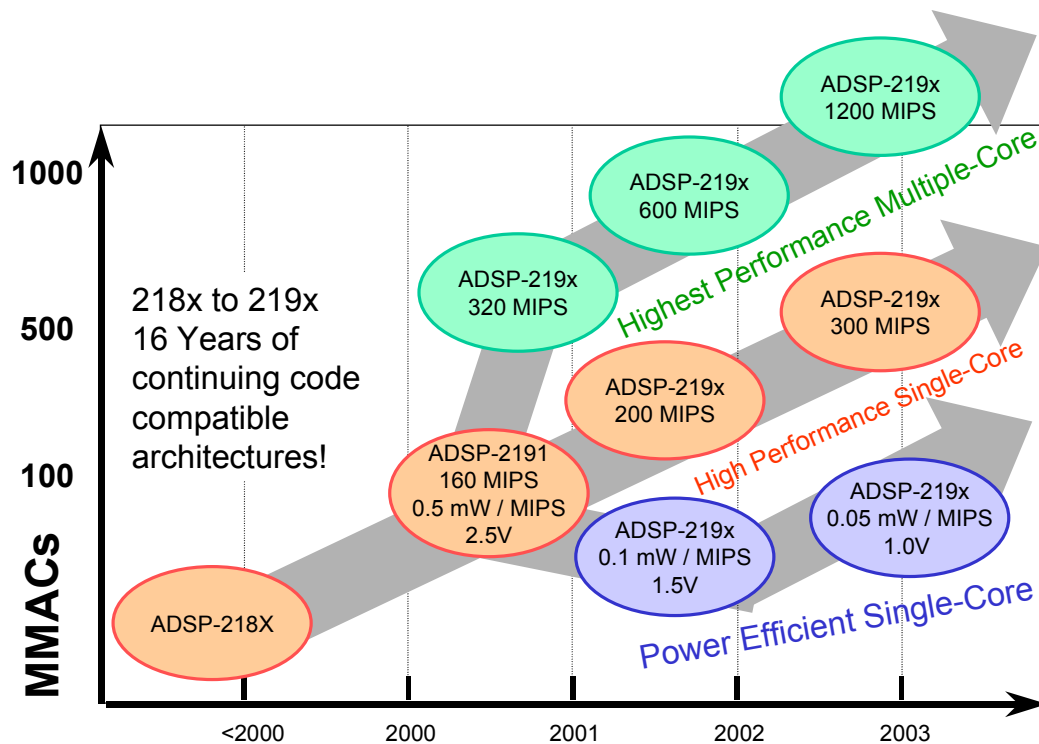 ADSP-219x
1200 MIPS
1000
ADSP-219x
600 MIPS
Highest Performance Multiple-Core
ADSP-219x
320 MIPS
218x to 219x
16 Years of
continuing code
compatible
architectures!
500
ADSP-219x
300 MIPS
ADSP-219x
200 MIPS
High Performance Single-Core
100
ADSP-2191
160 MIPS
0.5 mW / MIPS
2.5V
ADSP-219x
0.1 mW / MIPS
1.5V
ADSP-219x
0.05 mW / MIPS
1.0V
Power Efficient Single-Core
MMACs
ADSP-218X
<2000
2000
2001
2002
2003